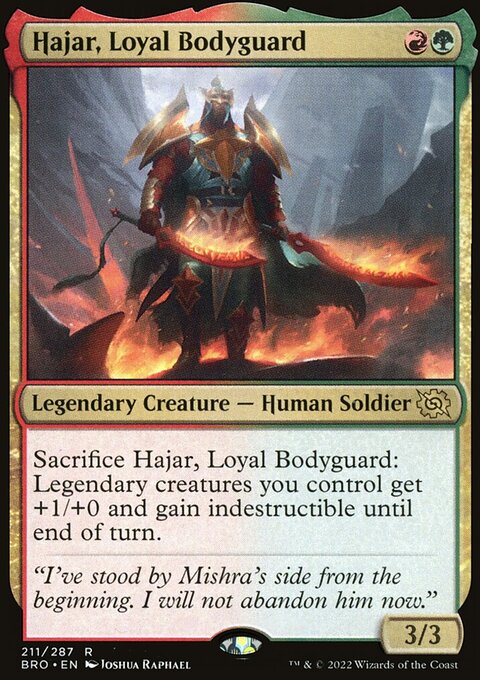 Hajar, Loyal Bodyguard
Legendary Creature — Human Soldier
Sacrifice Hajar, Loyal Bodyguard:
Legendary creatures you control get
+1/+0 and gain indestructible until
end of turn.
“I’ve stood by Mishra’s side from the
beginning. I will not abandon him now.”
3/3
211/287 R
BRO • EN Joshua Raphael
™ & © 2022 Wizards of the Coast